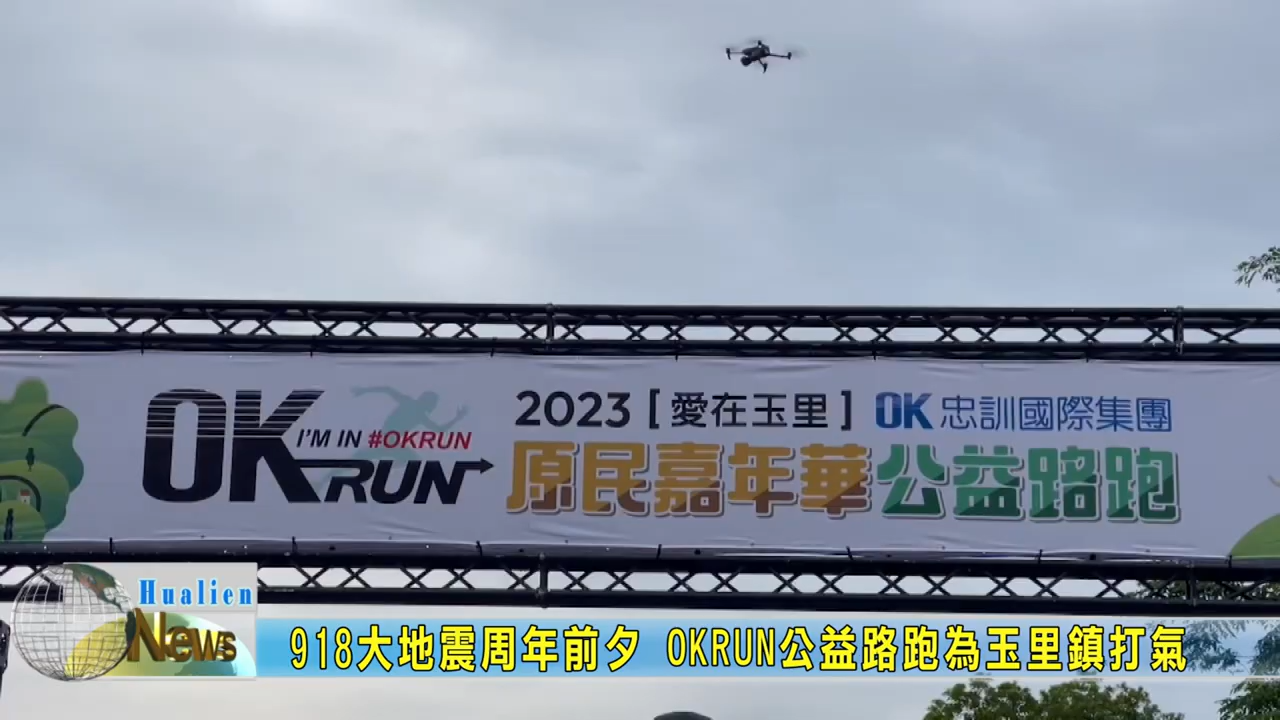 2023 [愛在玉里] OK 忠訓國際集團
OK RUN
I'M IN #OKRUN
原民嘉年華公益路跑
Hualien
News
918大地震周年前夕 OKRUN公益路跑為玉里鎮打氣